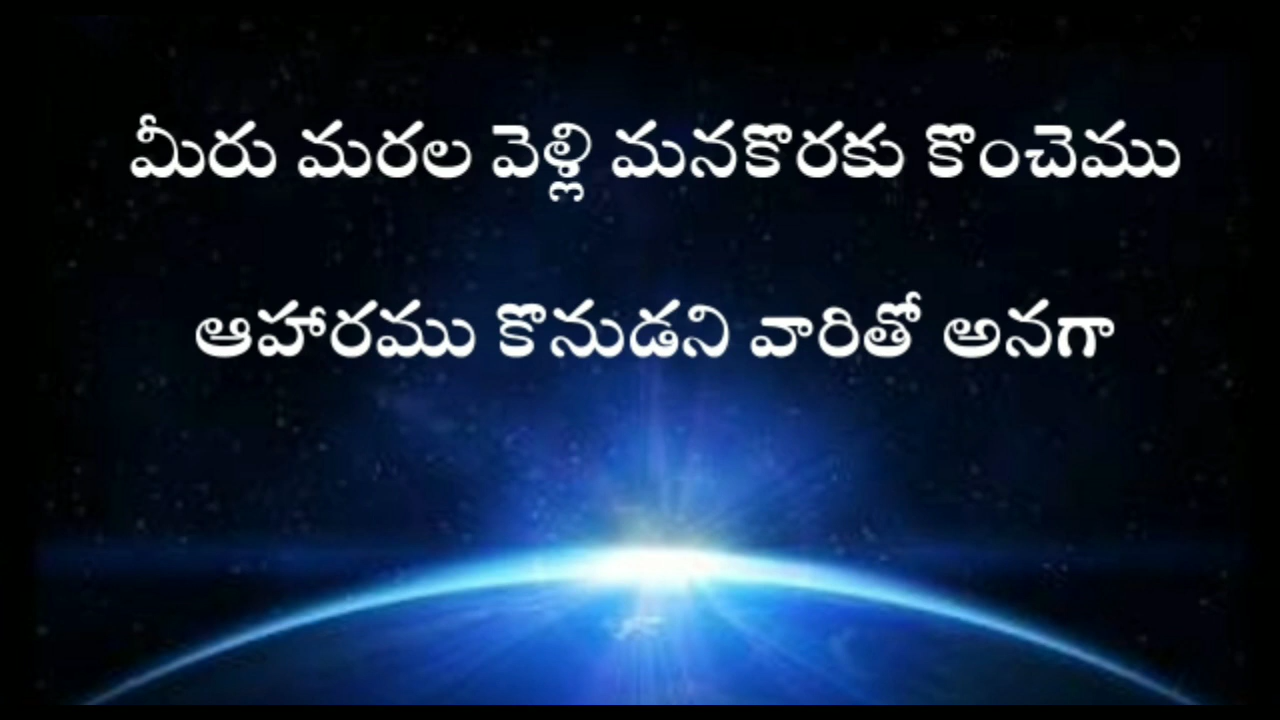 మీరు మరల వెళ్లి మనకొరకు కొంచెము
ఆహారము కొనుడని వారితో అనగా